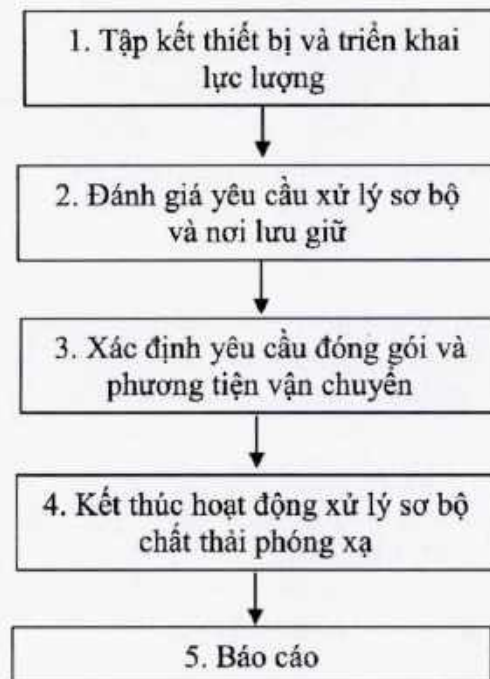 1. Tập kết thiết bị và triển khai
lực lượng
2. Đánh giá yêu cầu xử lý sơ bộ
và nơi lưu giữ
3. Xác định yêu cầu đóng gói và
phương tiện vận chuyển
4. Kết thúc hoạt động xử lý sơ bộ
chất thải phóng xạ
5. Báo cáo